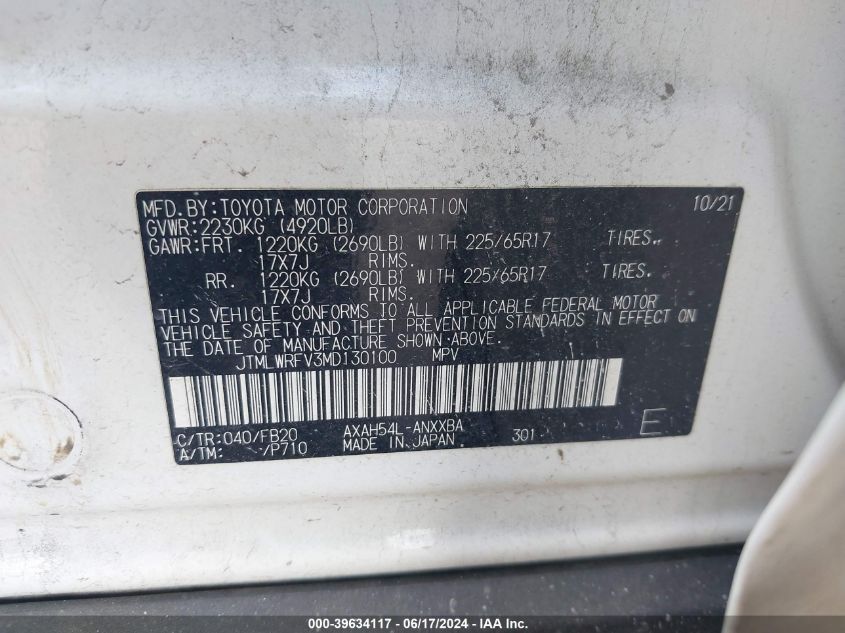 MFD.BY:TOYOTA MOTOR CORPORATION 10/21
GVWR:2230KG (4920LB)
GAWR:FRT. 1220KG (2690LB) WITH 225/65R17 TIRES.
17X7J RIMS.
RR. 1220KG (2690LB) WITH 225/65R17 TIRES.
17X7J RIMS.
THIS VEHICLE CONFORMS TO ALL APPLICABLE FEDERAL MOTOR
VEHICLE SAFETY AND THEFT PREVENTION STANDARDS IN EFFECT ON
THE DATE OF MANUFACTURE SHOWN ABOVE.
JTMLWRFV3MD130100 MPV
C/TR:040/FB20 AXAH54L-ANXXBA 301 E
A/TM: /P710 MADE IN JAPAN
000-39634117 - 06/17/2024 - IAA Inc.